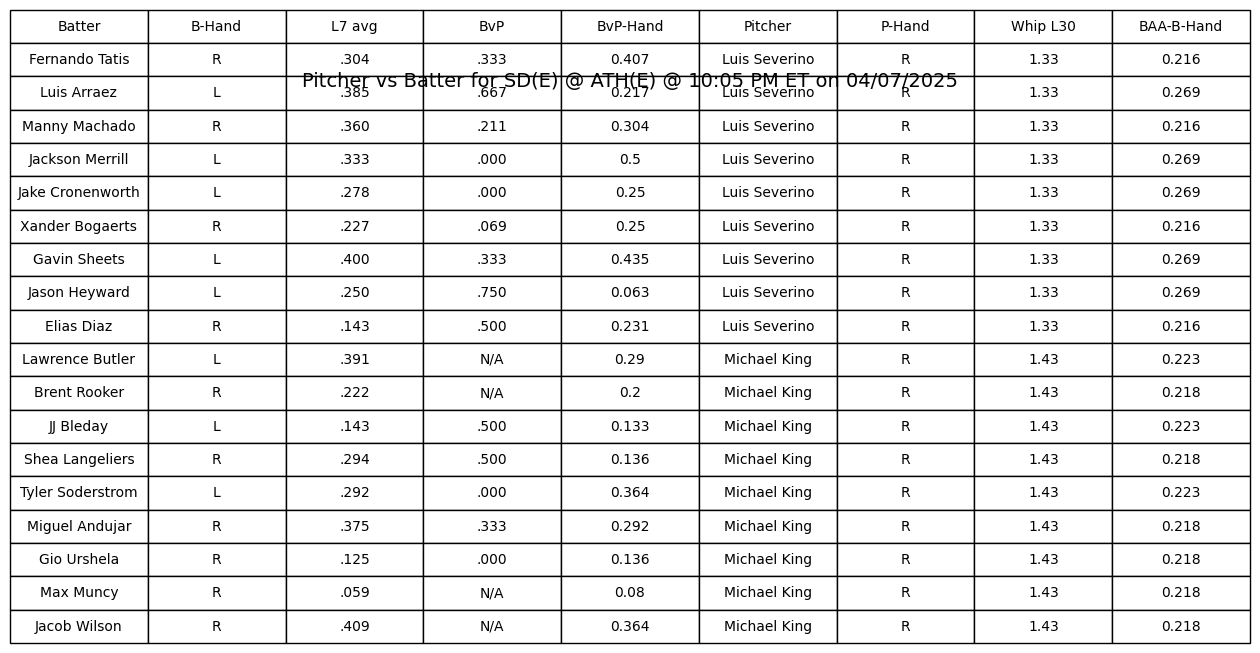 Batter B-Hand L7 avg BvP BvP-Hand Pitcher P-Hand Whip L30 BAA-B-Hand
Fernando Tatis R .304 .333 0.407 Luis Severino R 1.33 0.216
Pitcher vs Batter for SD(E) @ ATH(E) @ 10:05 PM ET on 04/07/2025
Luis Arraez L .385 .667 0.217 Luis Severino R 1.33 0.269
Manny Machado R .360 .211 0.304 Luis Severino R 1.33 0.216
Jackson Merrill L .333 .000 0.5 Luis Severino R 1.33 0.269
Jake Cronenworth L .278 .000 0.25 Luis Severino R 1.33 0.269
Xander Bogaerts R .227 .069 0.25 Luis Severino R 1.33 0.216
Gavin Sheets L .400 .333 0.435 Luis Severino R 1.33 0.269
Jason Heyward L .250 .750 0.063 Luis Severino R 1.33 0.269
Elias Diaz R .143 .500 0.231 Luis Severino R 1.33 0.216
Lawrence Butler L .391 N/A 0.29 Michael King R 1.43 0.223
Brent Rooker R .222 N/A 0.2 Michael King R 1.43 0.218
JJ Bleday L .143 .500 0.133 Michael King R 1.43 0.223
Shea Langeliers R .294 .500 0.136 Michael King R 1.43 0.218
Tyler Soderstrom L .292 .000 0.364 Michael King R 1.43 0.223
Miguel Andujar R .375 .333 0.292 Michael King R 1.43 0.218
Gio Urshela R .125 .000 0.136 Michael King R 1.43 0.218
Max Muncy R .059 N/A 0.08 Michael King R 1.43 0.218
Jacob Wilson R .409 N/A 0.364 Michael King R 1.43 0.218